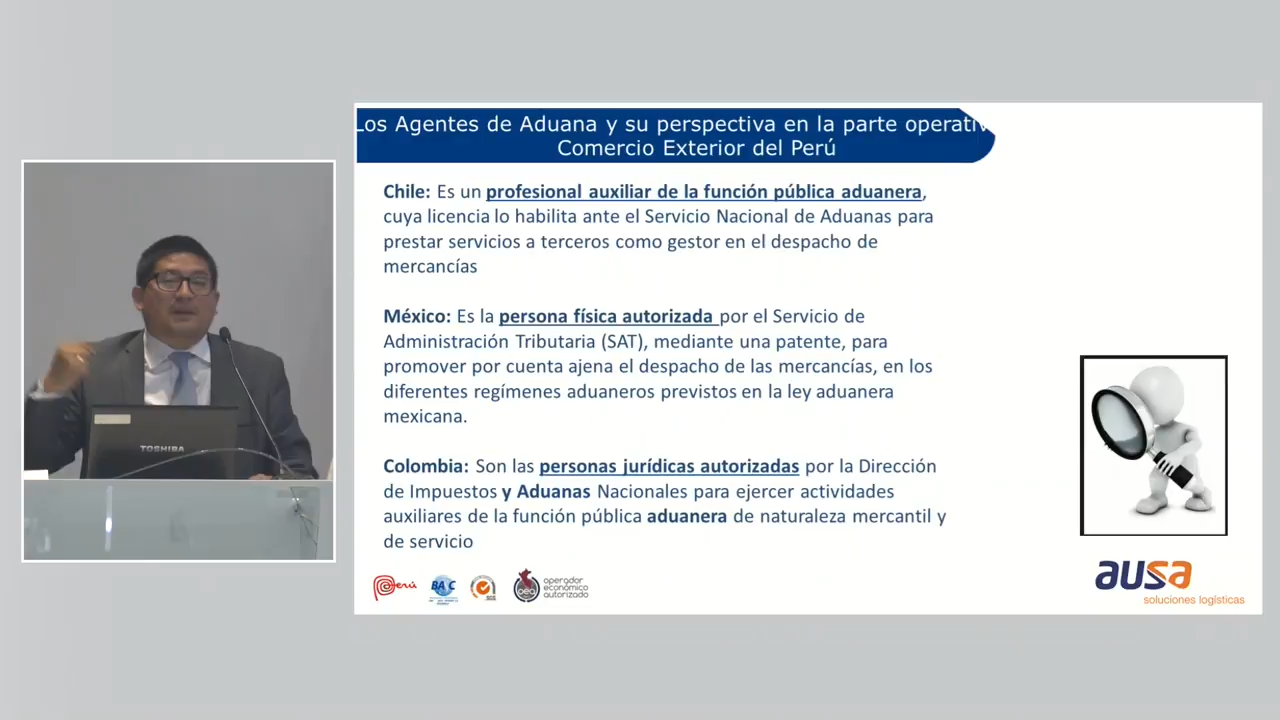 Los Agentes de Aduana y su perspectiva en la parte operativ
Comercio Exterior del Perú
Chile: Es un profesional auxiliar de la función pública aduanera,
cuya licencia lo habilita ante el Servicio Nacional de Aduanas para
prestar servicios a terceros como gestor en el despacho de
mercancías
México: Es la persona física autorizada por el Servicio de
Administración Tributaria (SAT), mediante una patente, para
promover por cuenta ajena el despacho de las mercancías, en los
diferentes regímenes aduaneros previstos en la ley aduanera
mexicana.
Colombia: Son las personas jurídicas autorizadas por la Dirección
de Impuestos y Aduanas Nacionales para ejercer actividades
auxiliares de la función pública aduanera de naturaleza mercantil y
de servicio
TOSHIBA
Perú
BASC
oea
operador
económico
autorizado
ausa
soluciones logísticas